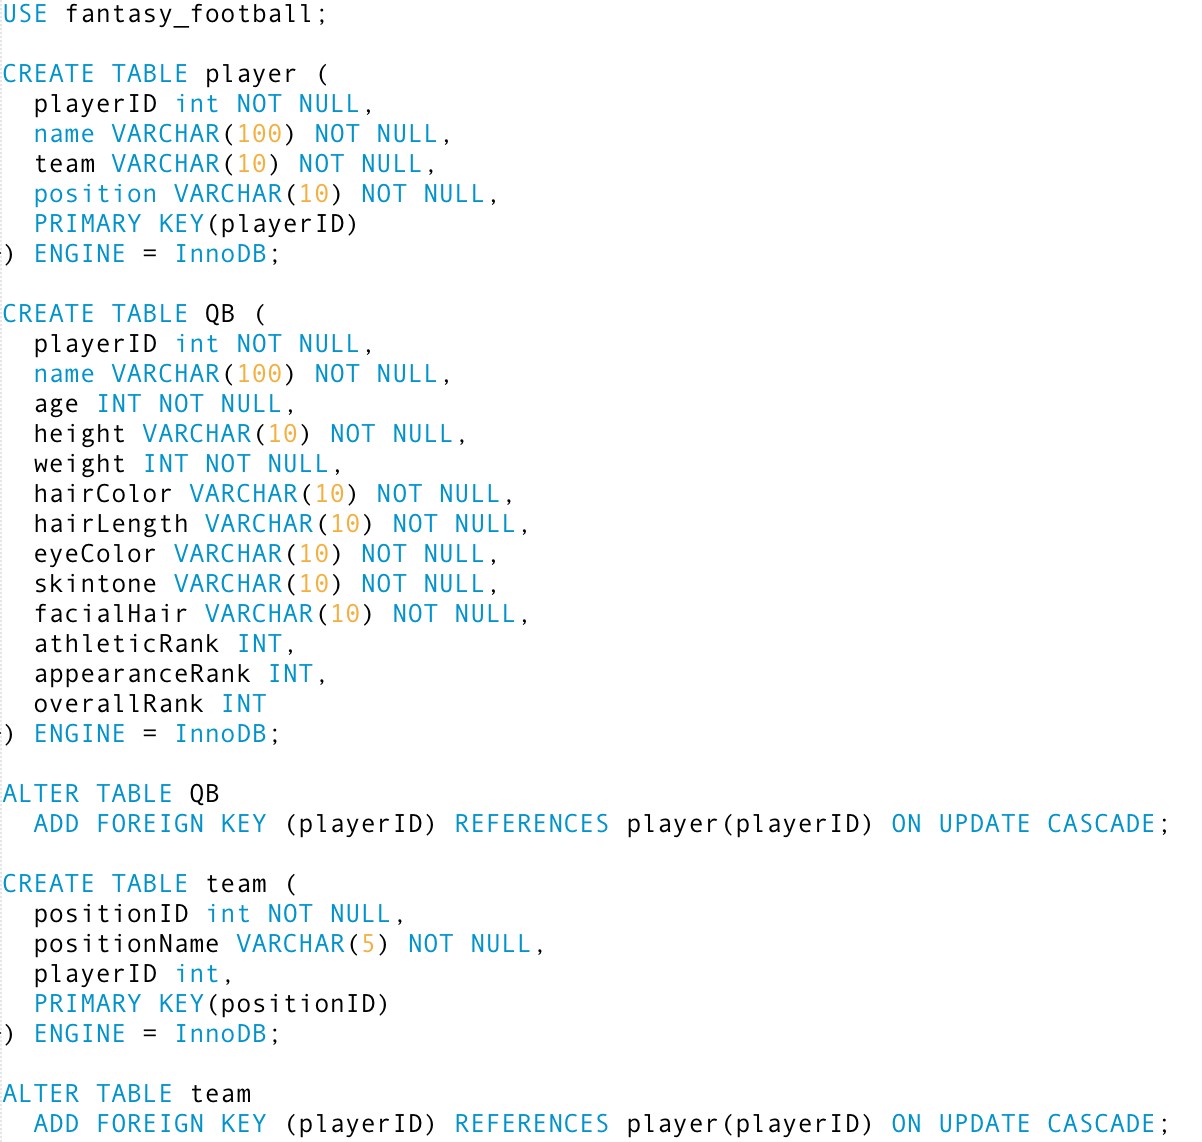 USE fantasy_football;
CREATE TABLE player (
playerID int NOT NULL,
name VARCHAR(100) NOT NULL,
team VARCHAR(10) NOT NULL,
position VARCHAR(10) NOT NULL,
PRIMARY KEY(playerID)
) ENGINE = InnoDB;
CREATE TABLE QB (
playerID int NOT NULL,
name VARCHAR(100) NOT NULL,
age INT NOT NULL,
height VARCHAR(10) NOT NULL,
weight INT NOT NULL,
hairColor VARCHAR(10) NOT NULL,
hairLength VARCHAR(10) NOT NULL,
eyeColor VARCHAR(10) NOT NULL,
skintone VARCHAR(10) NOT NULL,
facialHair VARCHAR(10) NOT NULL,
athleticRank INT,
appearanceRank INT,
overallRank INT
) ENGINE = InnoDB;
ALTER TABLE QB
ADD FOREIGN KEY (playerID) REFERENCES player(playerID) ON UPDATE CASCADE;
CREATE TABLE team (
positionID int NOT NULL,
positionName VARCHAR(5) NOT NULL,
playerID int,
PRIMARY KEY(positionID)
) ENGINE = InnoDB;
ALTER TABLE team
ADD FOREIGN KEY (playerID) REFERENCES player(playerID) ON UPDATE CASCADE;